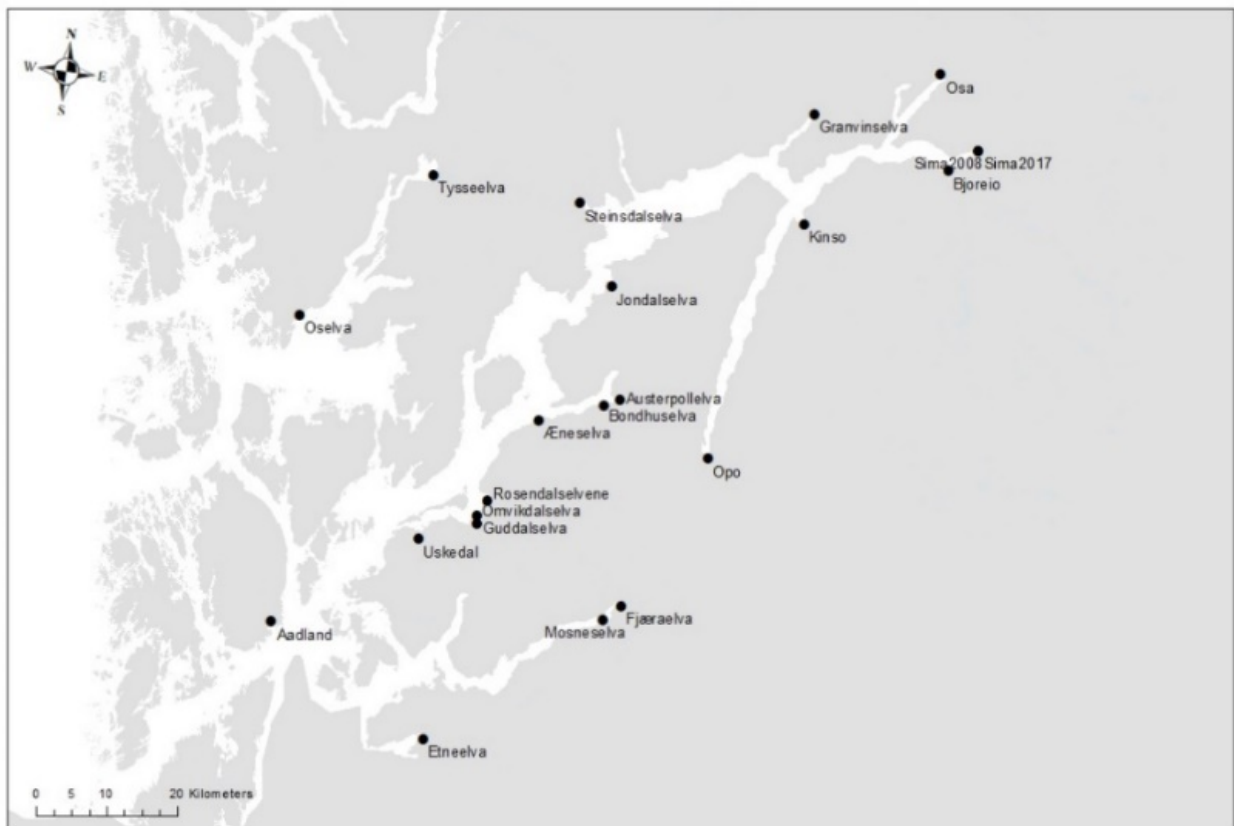 N
W E
S
Osa
Granvinselva
Sima2008 Sima2017
Bjoreio
Tysseelva
Steinsdalselva
Kinso
Jondalselva
Oselva
Austerpollelva
Bondhuselva
Æneselva
Opo
Rosendalselvene
Omvikdalselva
Guddalselva
Uskedal
Fjæraelva
Mosneselva
Aadland
Etneelva
0 5 10 20 Kilometers